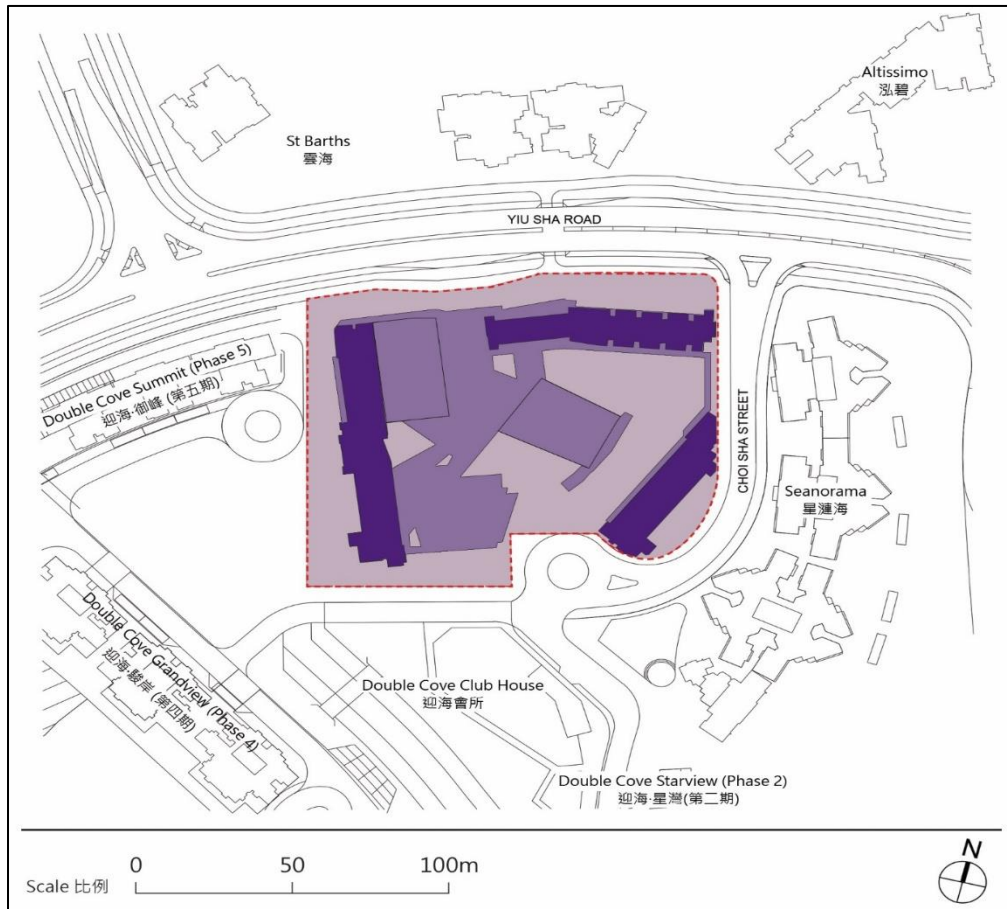 Altissimo
泓碧
St Barths
雲海
YIU SHA ROAD
Double Cove Summit (Phase 5)
迎海‧御峰 (第五期)
CHOI SHA STREET
Seanorama
星漣海
Double Cove Grandview (Phase 4)
迎海‧駿岸 (第四期)
Double Cove Club House
迎海會所
Double Cove Starview (Phase 2)
迎海‧星灣(第二期)
Scale 比例
0 50 100m
N